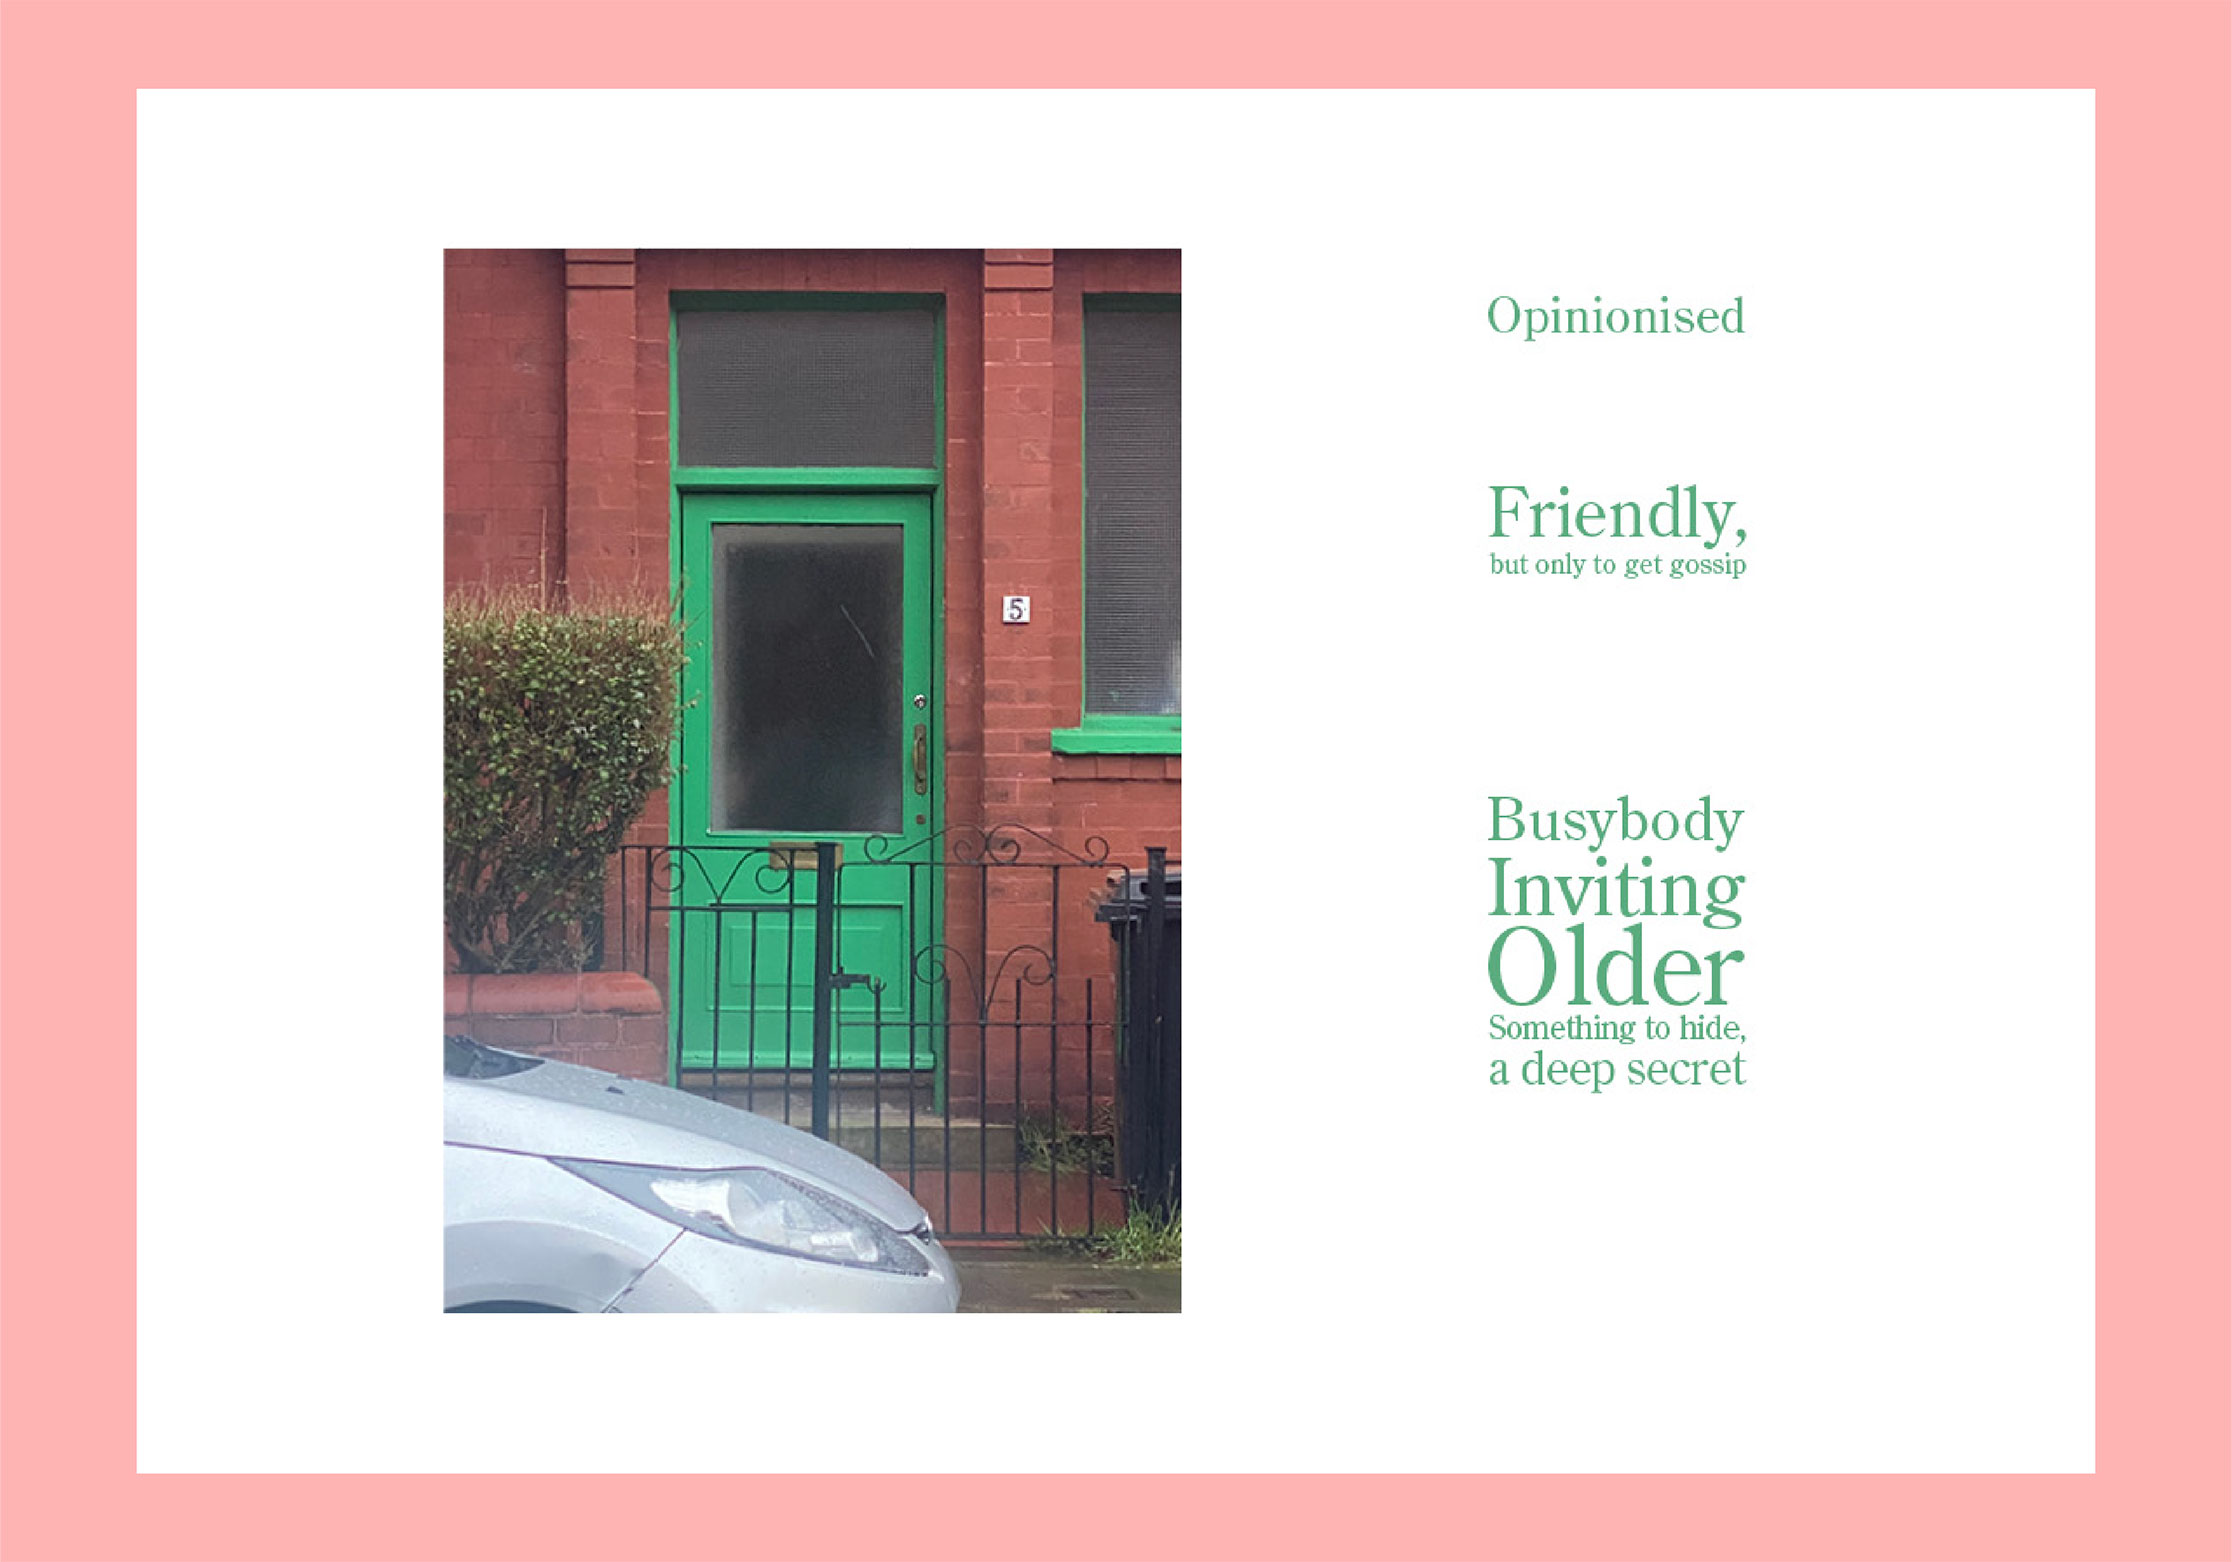 5
Opinionised
Friendly,
but only to get gossip
Busybody
Inviting
Older
Something to hide,
a deep secret